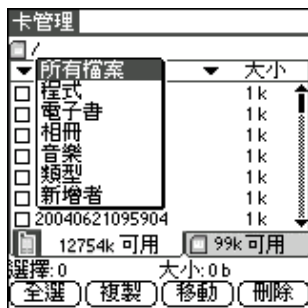 卡管理
/
所有檔案 大小
程式 1k
電子書 1k
相冊 1k
音樂 1k
類型 1k
新增者 1k
20040621095904 1k
12754k 可用 99k 可用
選擇: 0 大小: 0 b
全選 複製 移動 刪除